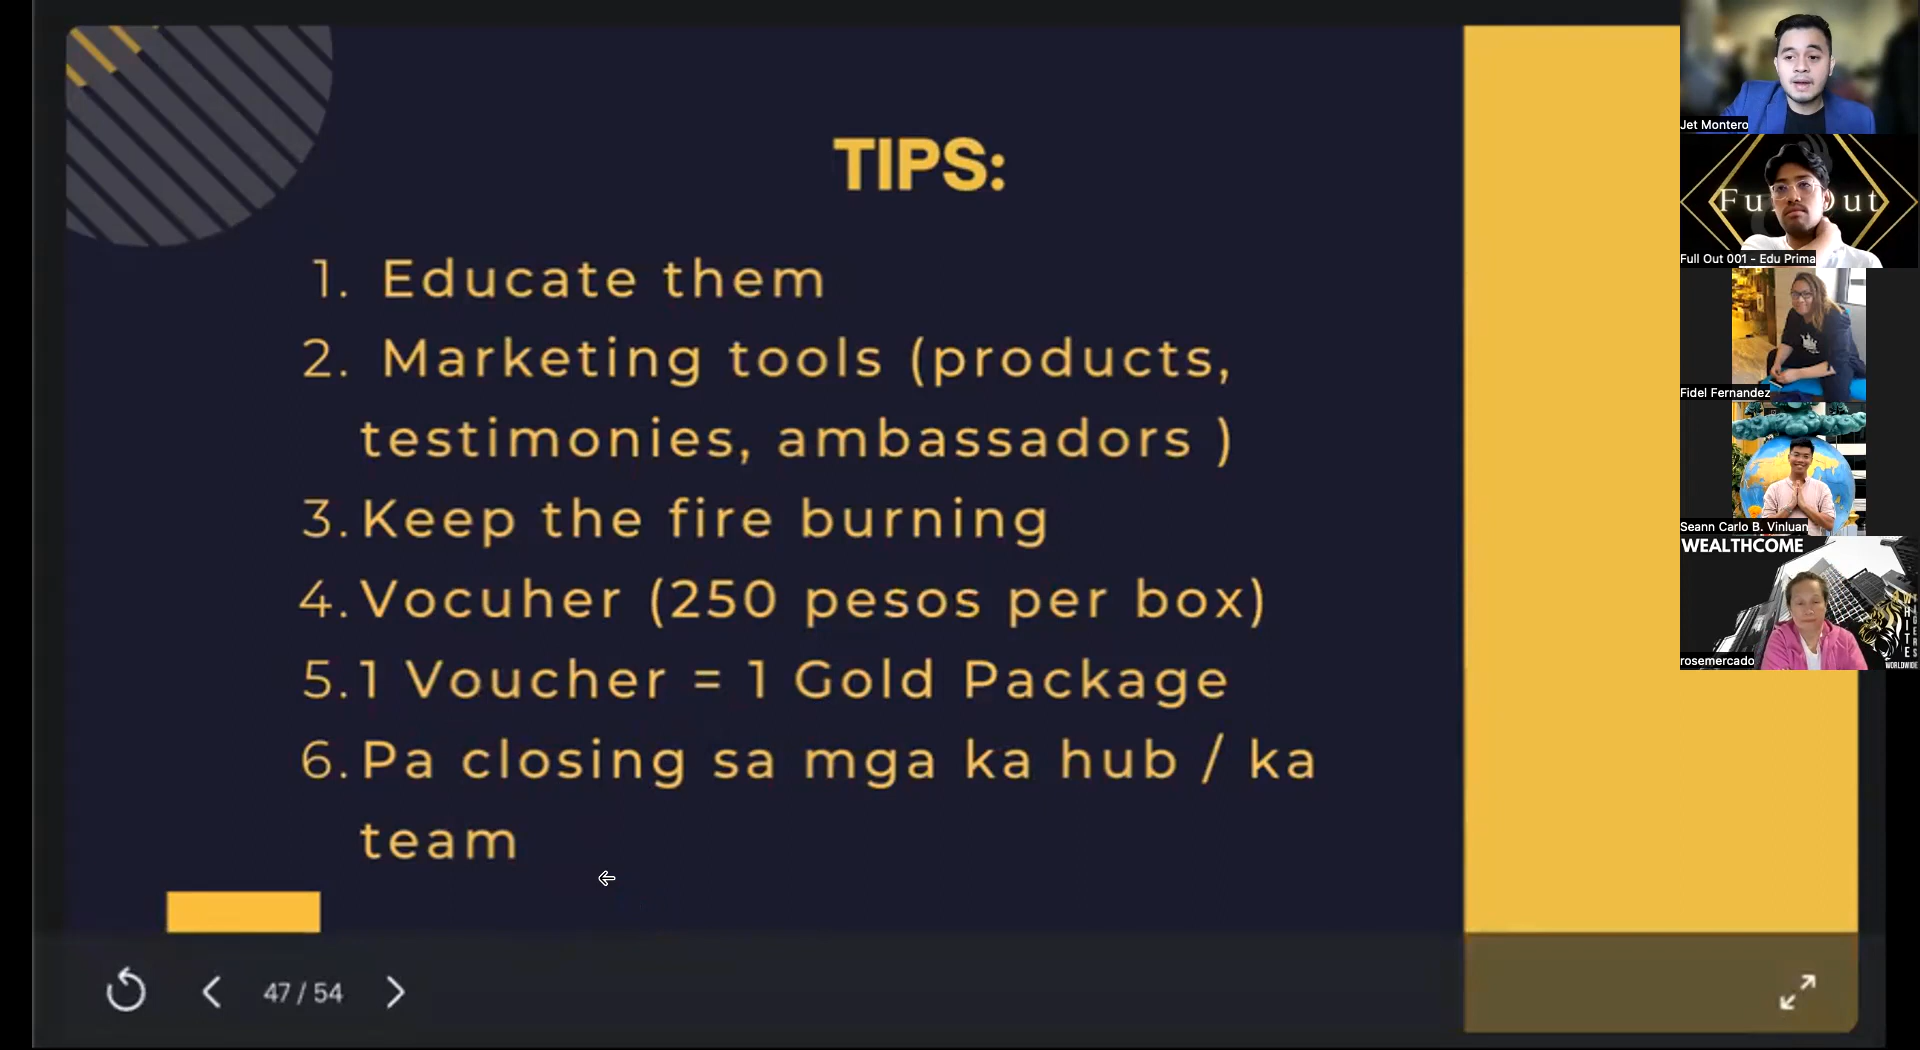 TIPS:
1. Educate them
2. Marketing tools (products,
testimonies, ambassadors )
3. Keep the fire burning
4. Vocuher (250 pesos per box)
5. 1 Voucher = 1 Gold Package
6. Pa closing sa mga ka hub / ka
team
47 / 54
Jet Montero
Full Out 001 - Edu Prima
Fidel Fernandez
Seann Carlo B. Vinluan
WEALTHCOME
WHITE
WORLDWIDE
rosemercado